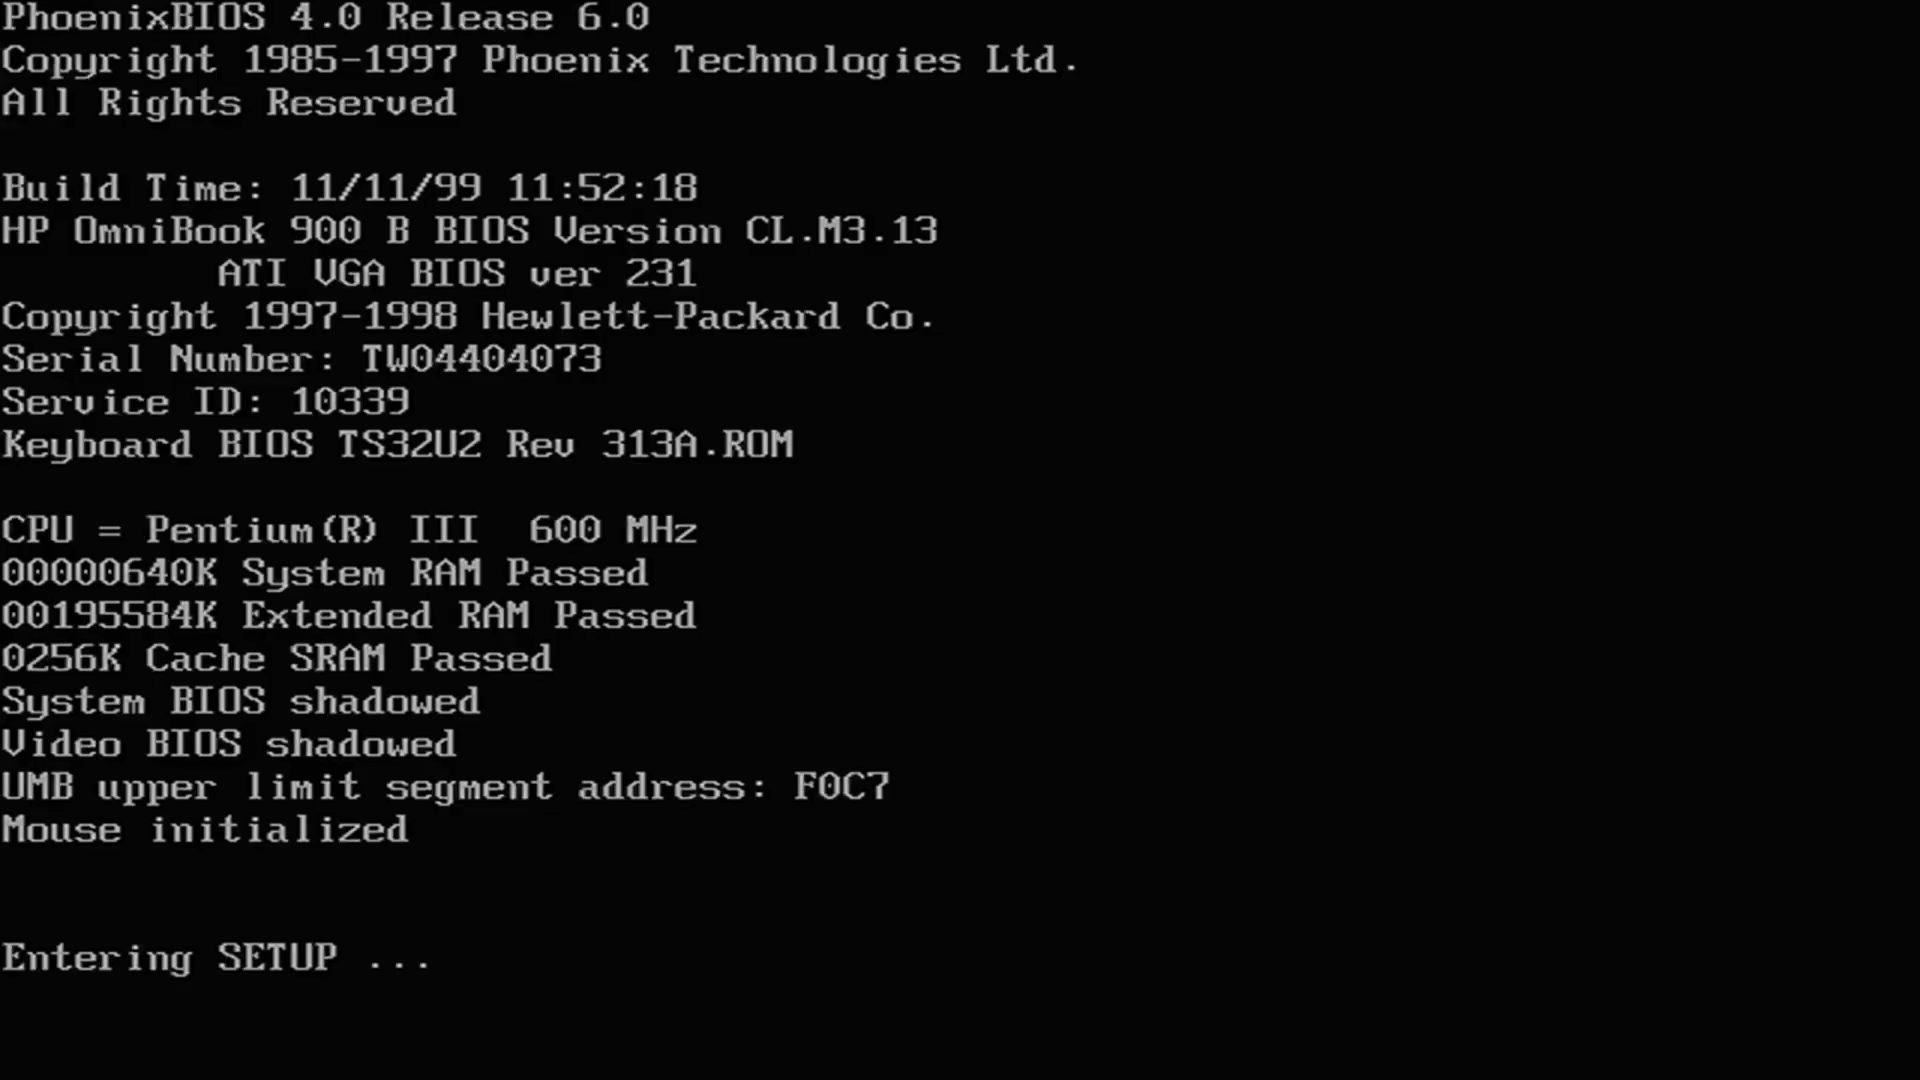 PhoenixBIOS 4.0 Release 6.0
Copyright 1985-1997 Phoenix Technologies Ltd.
All Rights Reserved
Build Time: 11/11/99 11:52:18
HP OmniBook 900 B BIOS Version CL.M3.13
ATI VGA BIOS ver 231
Copyright 1997-1998 Hewlett-Packard Co.
Serial Number: TW04404073
Service ID: 10339
Keyboard BIOS TS32U2 Rev 313A.ROM
CPU = Pentium(R) III  600 MHz
00000640K System RAM Passed
00195584K Extended RAM Passed
0256K Cache SRAM Passed
System BIOS shadowed
Video BIOS shadowed
UMB upper limit segment address: F0C7
Mouse initialized
Entering SETUP ...